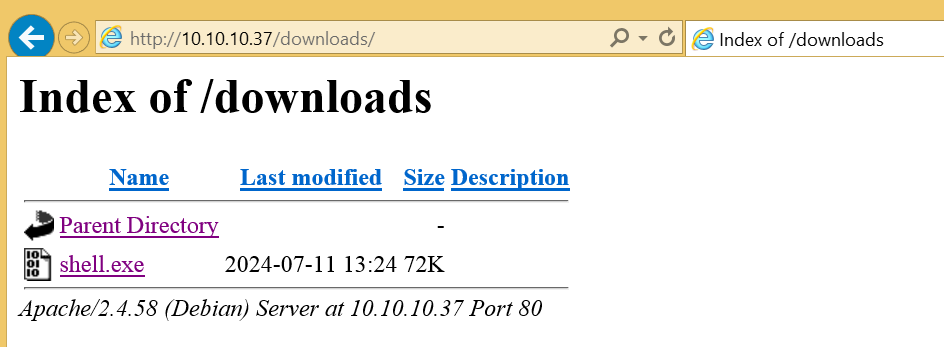 http://10.10.10.37/downloads/
Index of /downloads
Index of /downloads
Name Last modified Size Description
Parent Directory -
shell.exe 2024-07-11 13:24 72K
Apache/2.4.58 (Debian) Server at 10.10.10.37 Port 80